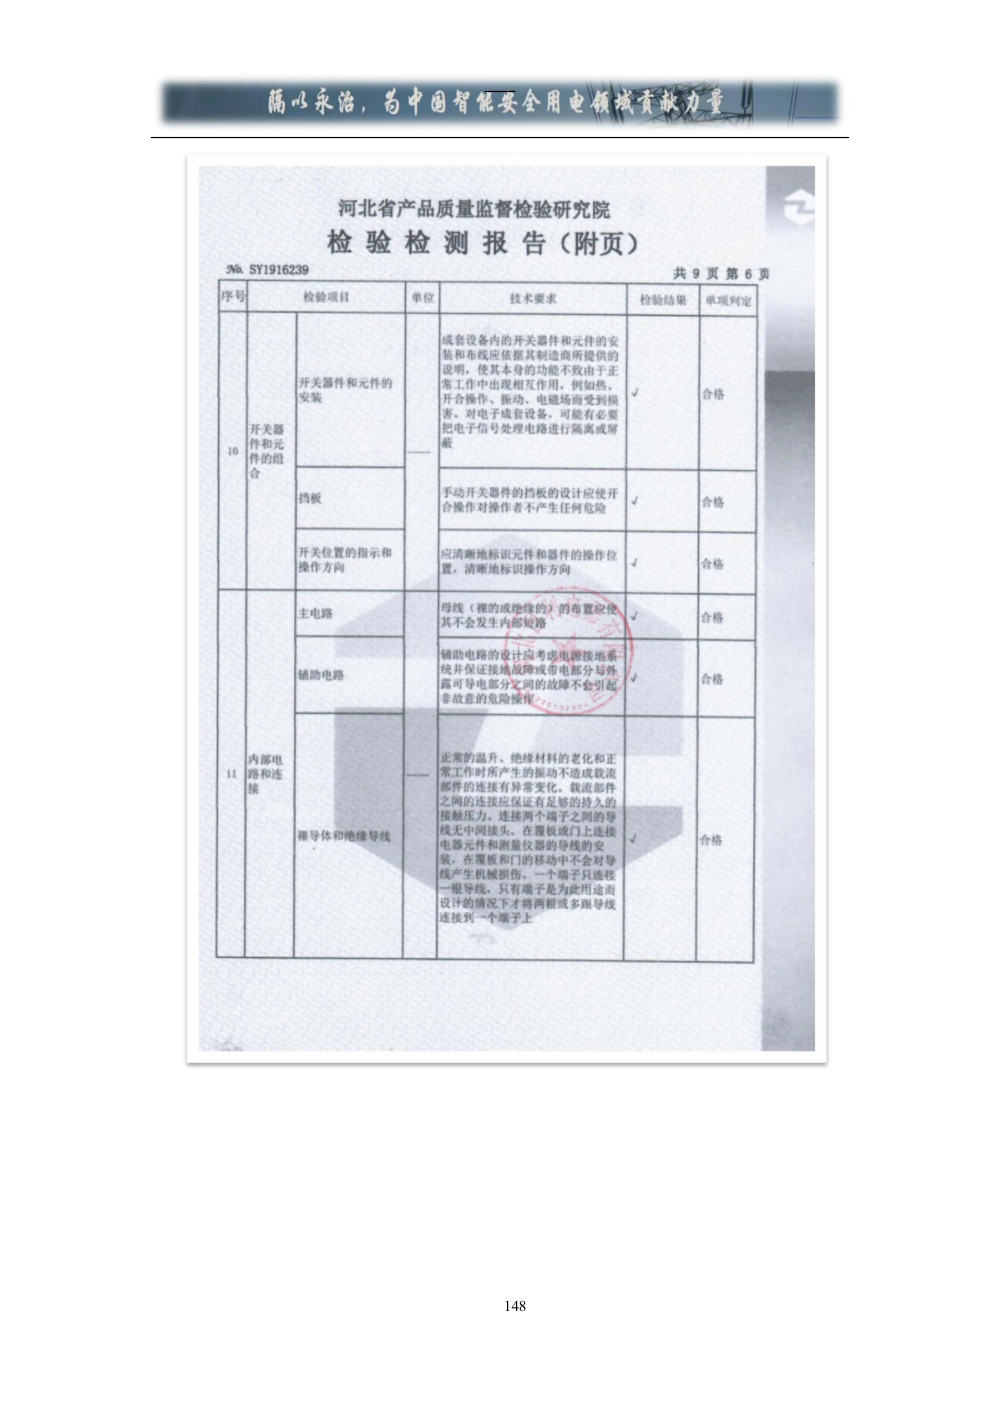 隔以永治，为中国智能安全用电领域贡献力量
河北省产品质量监督检验研究院
检验检测报告（附页）
No. SY1916239
共 9 页 第 6 页
序号 检验项目 单位 技术要求 检验结果 单项判定
10
开关器
件和元
件的组
合
开关器件和元件的
安装
——
成套设备内的开关器件和元件的安
装和布线应依据其制造商所提供的
说明，使其本身的功能不致由于正
常工作中出现相互作用，例如热、
开合操作、振动、电磁场而受到损
害。对电子成套设备，可能有必要
把电子信号处理电路进行隔离或屏
蔽
√
合格
挡板
手动开关器件的挡板的设计应使开
合操作对操作者不产生任何危险
√
合格
开关位置的指示和
操作方向
应清晰地标识元件和器件的操作位
置，清晰地标识操作方向
√
合格
11
内部电
路和连
接
主电路
——
母线（裸的或绝缘的）的布置应使
其不会发生内部短路
√
合格
辅助电路
辅助电路的设计应考虑电源接地系
统并保证接地故障或带电部分与外
露可导电部分之间的故障不会引起
非故意的危险操作
√
合格
裸导体和绝缘导线
正常的温升、绝缘材料的老化和正
常工作时所产生的振动不造成载流
部件的连接有异常变化。载流部件
之间的连接应保证有足够的持久的
接触压力。连接两个端子之间的导
线无中间接头。在覆板或门上连接
电器元件和测量仪器的导线的安
装，在覆板和门的移动中不会对导
线产生机械损伤。一个端子只连接
一根导线，只有端子是为此用途而
设计的情况下才将两根或多跟导线
连接到一个端子上
√
合格
148